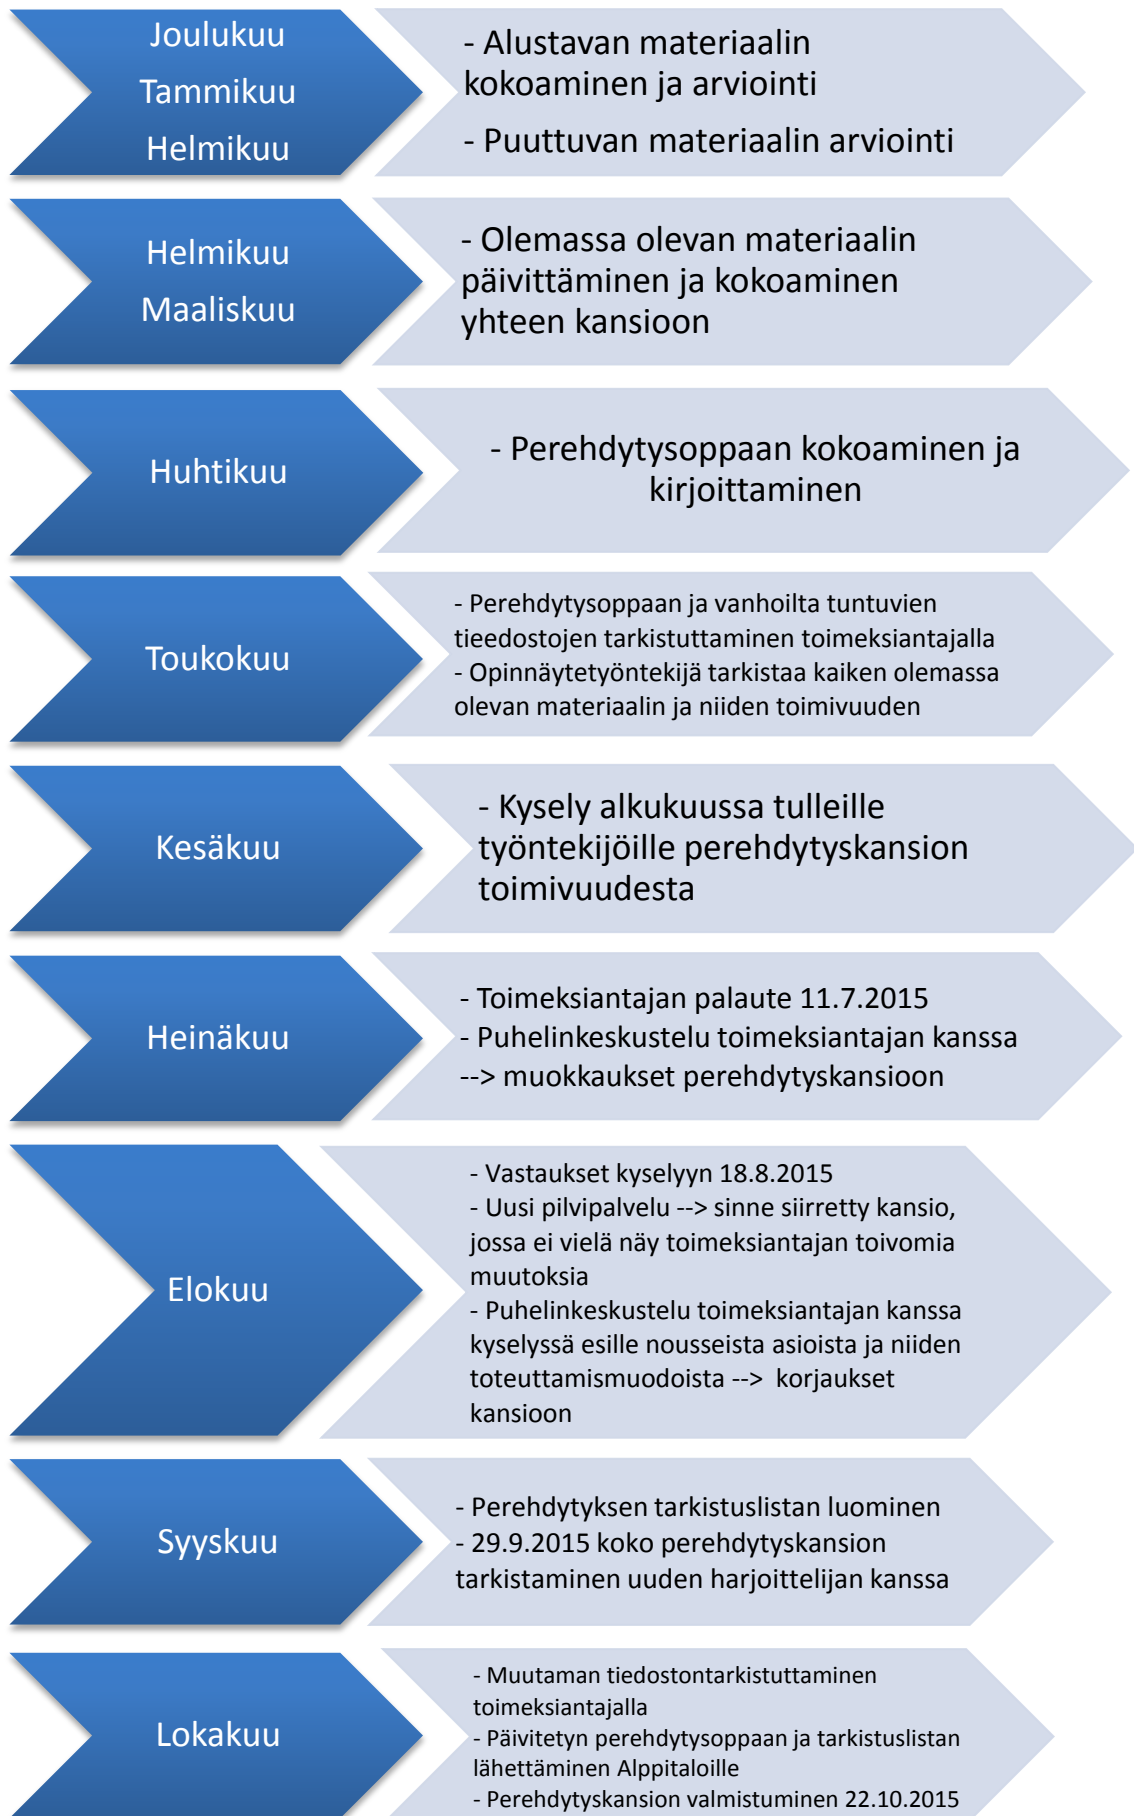 Joulukuu
Tammikuu
Helmikuu
- Alustavan materiaalin
kokoaminen ja arviointi
- Puuttuvan materiaalin arviointi
Helmikuu
Maaliskuu
- Olemassa olevan materiaalin
päivittäminen ja kokoaminen
yhteen kansioon
Huhtikuu
- Perehdytysoppaan kokoaminen ja
kirjoittaminen
Toukokuu
- Perehdytysoppaan ja vanhoilta tuntuvien
tieedostojen tarkistuttaminen toimeksiantajalla
- Opinnäytetyöntekijä tarkistaa kaiken olemassa
olevan materiaalin ja niiden toimivuuden
Kesäkuu
- Kysely alkukuussa tulleille
työntekijöille perehdytyskansion
toimivuudesta
Heinäkuu
- Toimeksiantajan palaute 11.7.2015
- Puhelinkeskustelu toimeksiantajan kanssa
--> muokkaukset perehdytyskansioon
Elokuu
- Vastaukset kyselyyn 18.8.2015
- Uusi pilvipalvelu --> sinne siirretty kansio,
jossa ei vielä näy toimeksiantajan toivomia
muutoksia
- Puhelinkeskustelu toimeksiantajan kanssa
kyselyssä esille nousseista asioista ja niiden
toteuttamismuodoista --> korjaukset
kansioon
Syyskuu
- Perehdytyksen tarkistuslistan luominen
- 29.9.2015 koko perehdytyskansion
tarkistaminen uuden harjoittelijan kanssa
Lokakuu
- Muutaman tiedostontarkistuttaminen
toimeksiantajalla
- Päivitetyn perehdytysoppaan ja tarkistuslistan
lähettäminen Alppitaloille
- Perehdytyskansion valmistuminen 22.10.2015